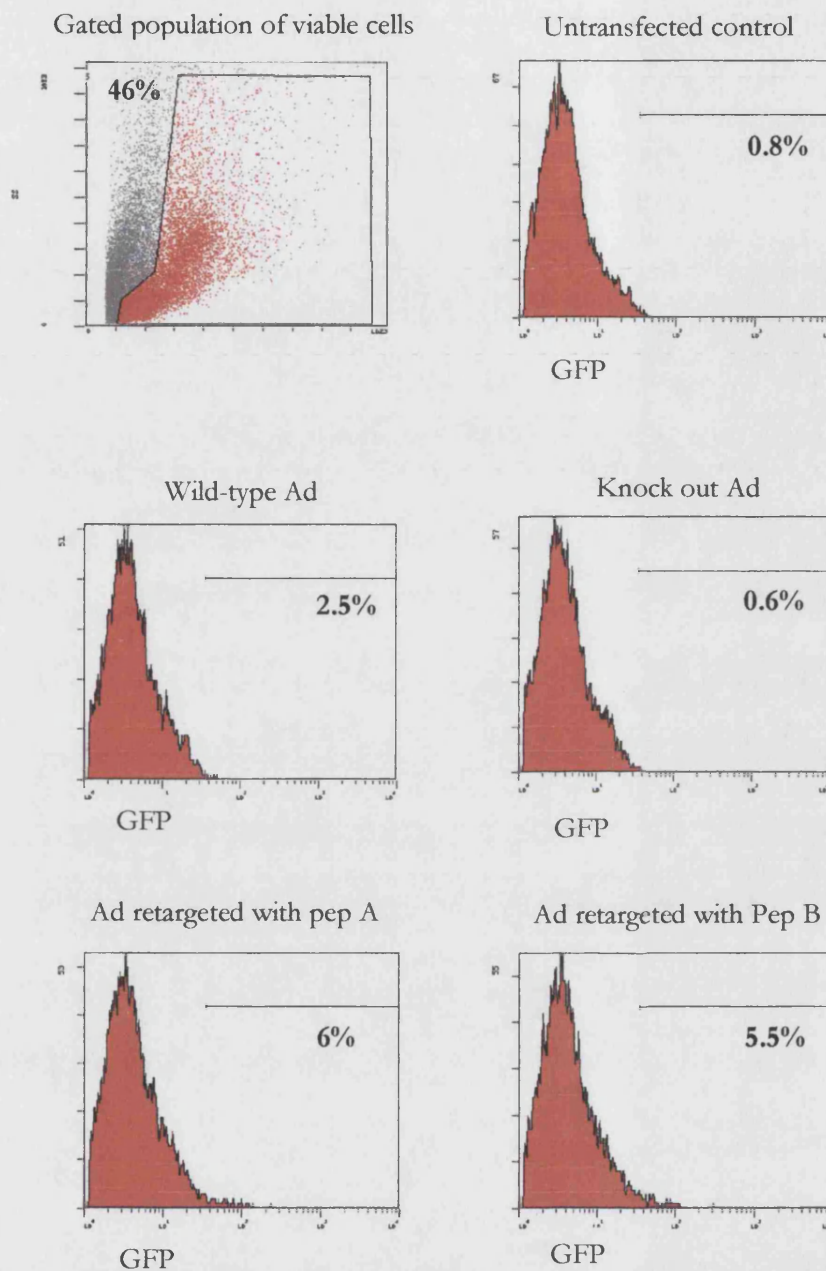 Gated population of viable cells
Untransfected control
46%
0.8%
GFP
Wild-type Ad
Knock out Ad
2.5%
0.6%
GFP
GFP
Ad retargeted with pep A
Ad retargeted with Pep B
6%
5.5%
GFP
GFP